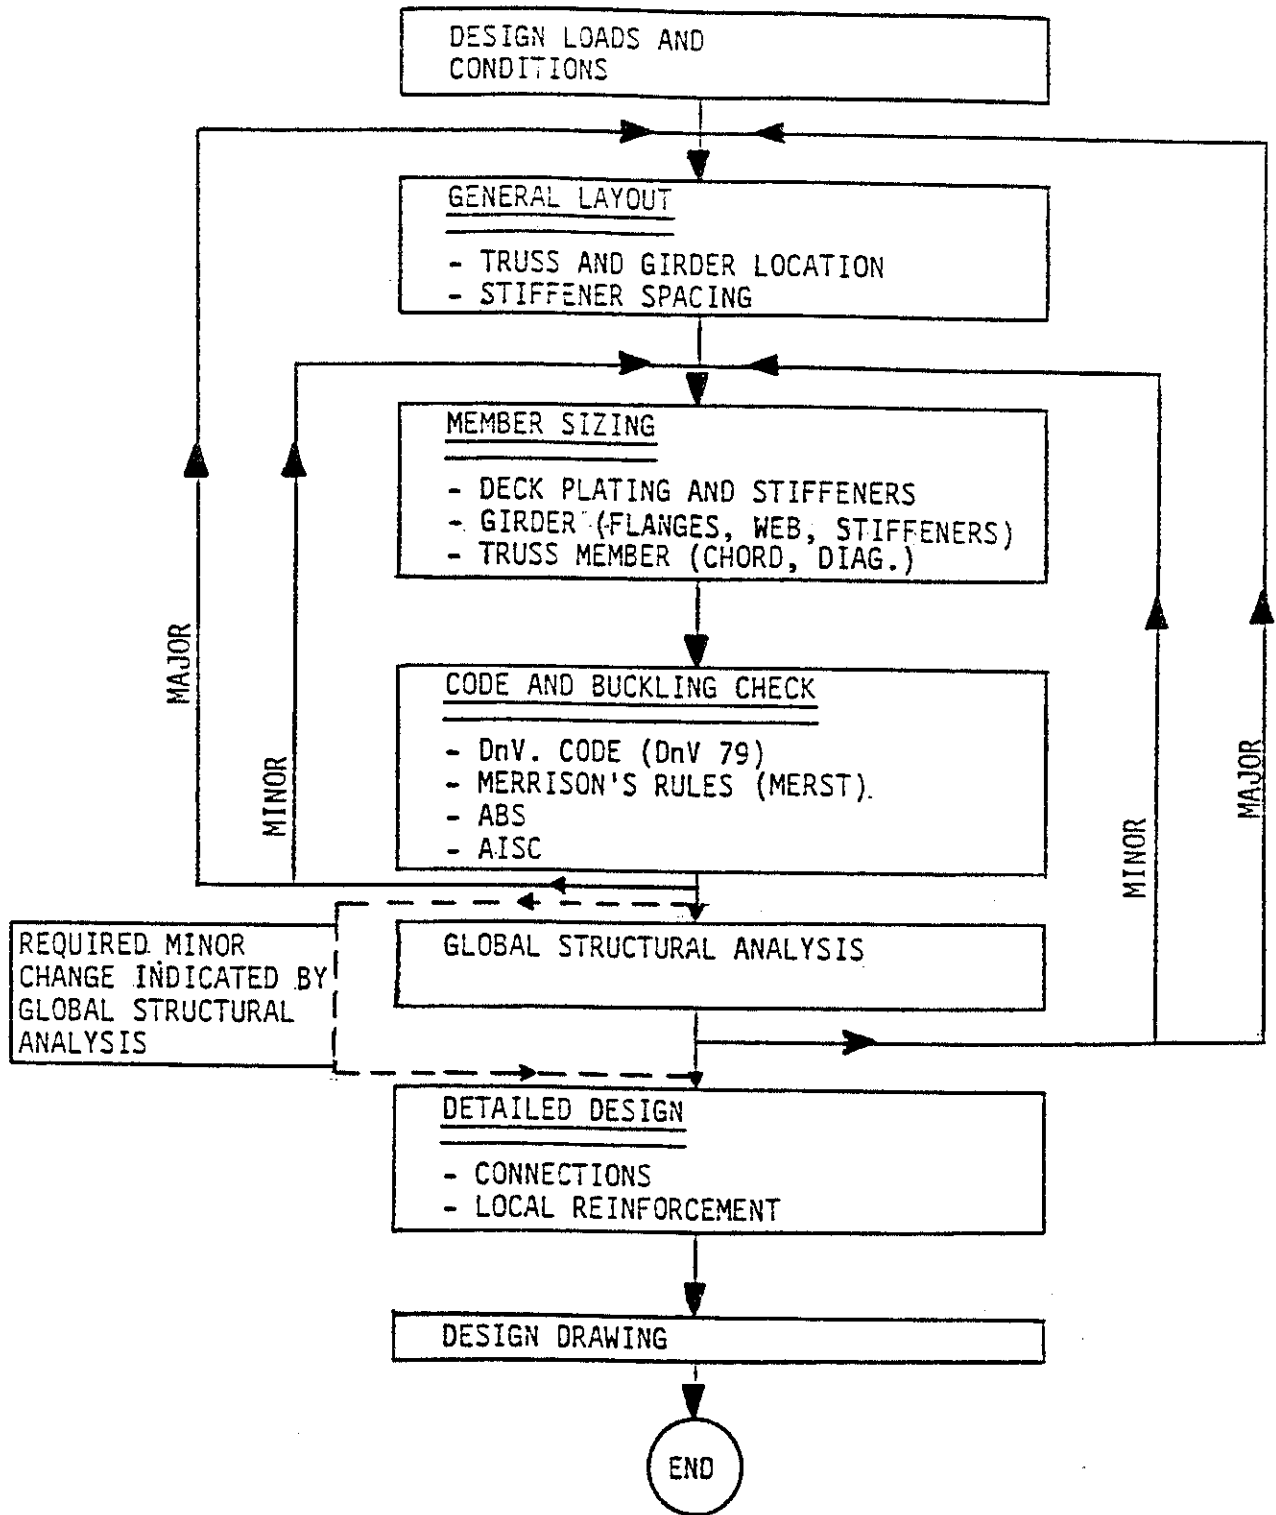 DESIGN LOADS AND
CONDITIONS
GENERAL LAYOUT
- TRUSS AND GIRDER LOCATION
- STIFFENER SPACING
MEMBER SIZING
- DECK PLATING AND STIFFENERS
- GIRDER (FLANGES, WEB, STIFFENERS)
- TRUSS MEMBER (CHORD, DIAG.)
MAJOR
MINOR
CODE AND BUCKLING CHECK
- DnV. CODE (DnV 79)
- MERRISON'S RULES (MERST).
- ABS
- AISC
MINOR
MAJOR
REQUIRED MINOR
CHANGE INDICATED BY
GLOBAL STRUCTURAL
ANALYSIS
GLOBAL STRUCTURAL ANALYSIS
DETAILED DESIGN
- CONNECTIONS
- LOCAL REINFORCEMENT
DESIGN DRAWING
END